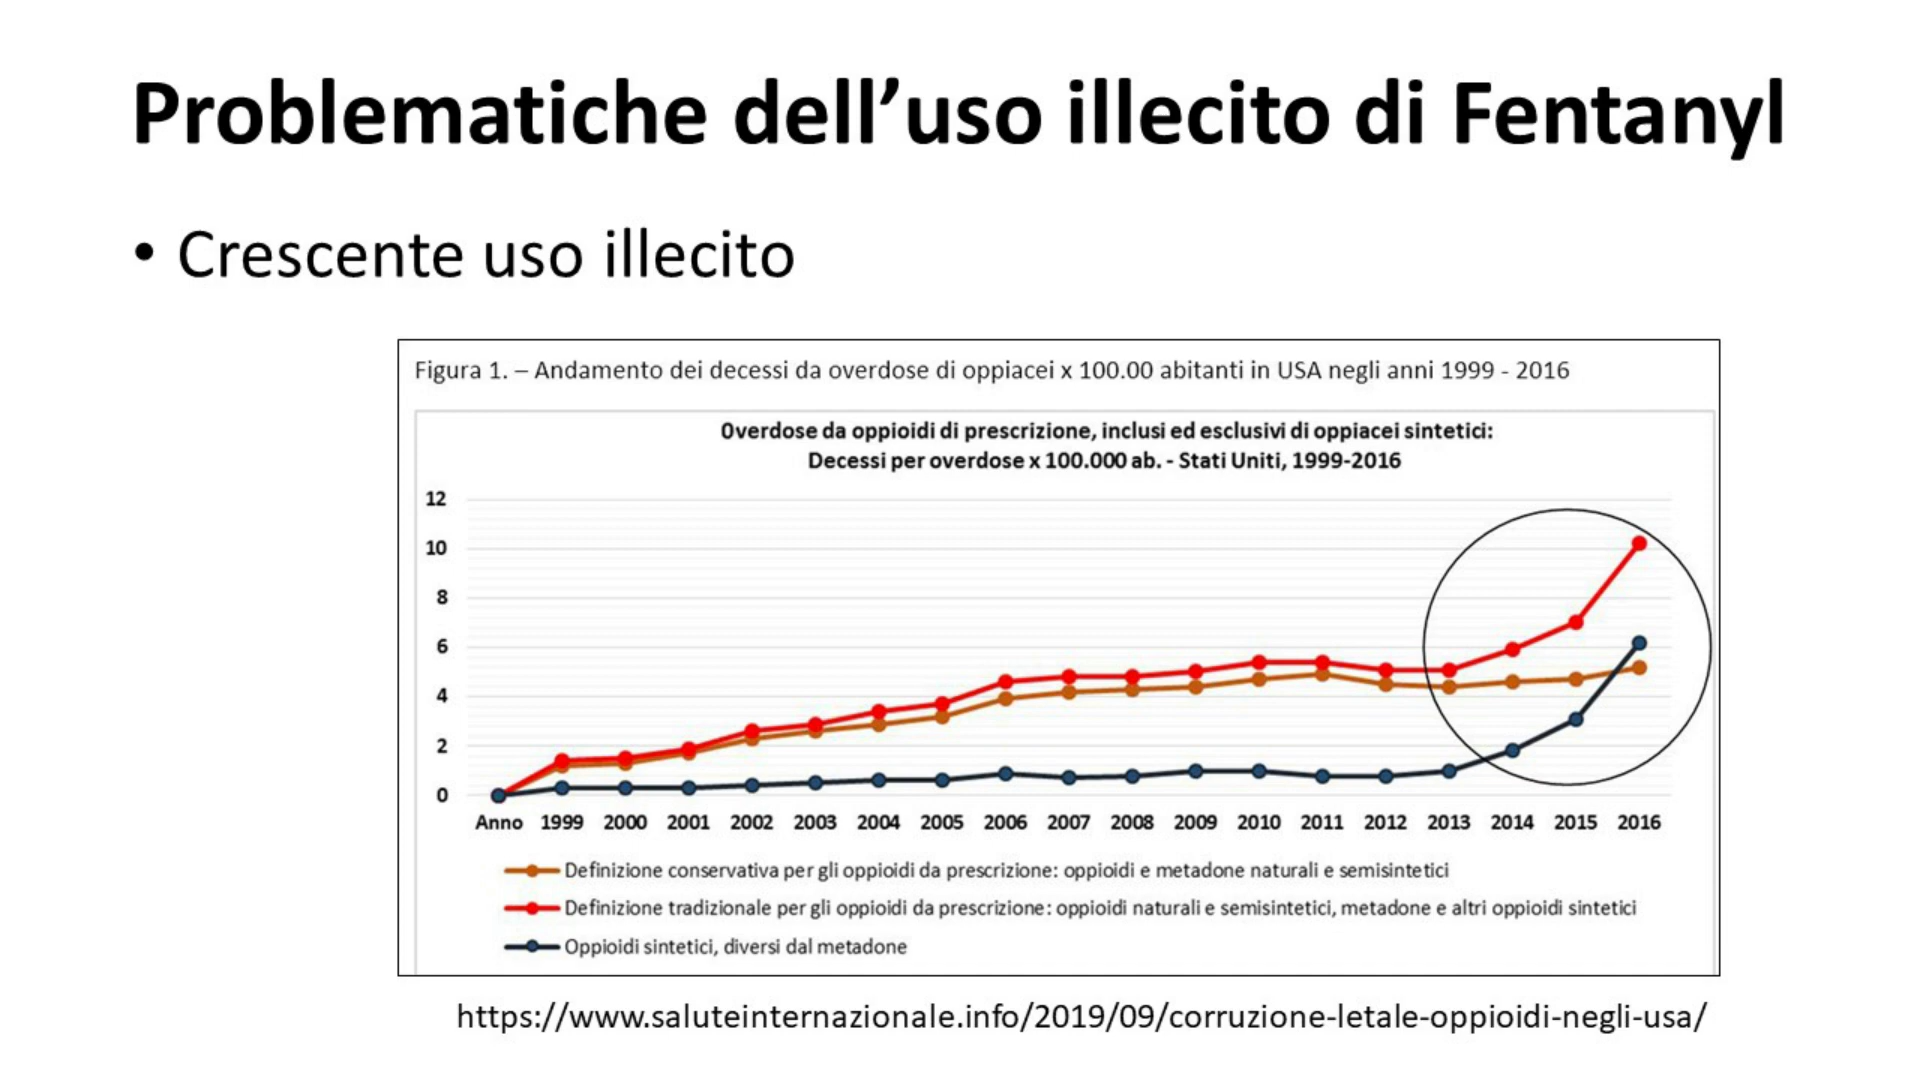 Problematiche dell’uso illecito di Fentanyl
• Crescente uso illecito
Figura 1. – Andamento dei decessi da overdose di oppiacei x 100.00 abitanti in USA negli anni 1999 - 2016
Overdose da oppioidi di prescrizione, inclusi ed esclusivi di oppiacei sintetici:
Decessi per overdose x 100.000 ab. - Stati Uniti, 1999-2016
12
10
8
6
4
2
0
Anno 1999 2000 2001 2002 2003 2004 2005 2006 2007 2008 2009 2010 2011 2012 2013 2014 2015 2016
Definizione conservativa per gli oppioidi da prescrizione: oppioidi e metadone naturali e semisintetici
Definizione tradizionale per gli oppioidi da prescrizione: oppioidi naturali e semisintetici, metadone e altri oppioidi sintetici
Oppioidi sintetici, diversi dal metadone
https://www.saluteinternazionale.info/2019/09/corruzione-letale-oppioidi-negli-usa/